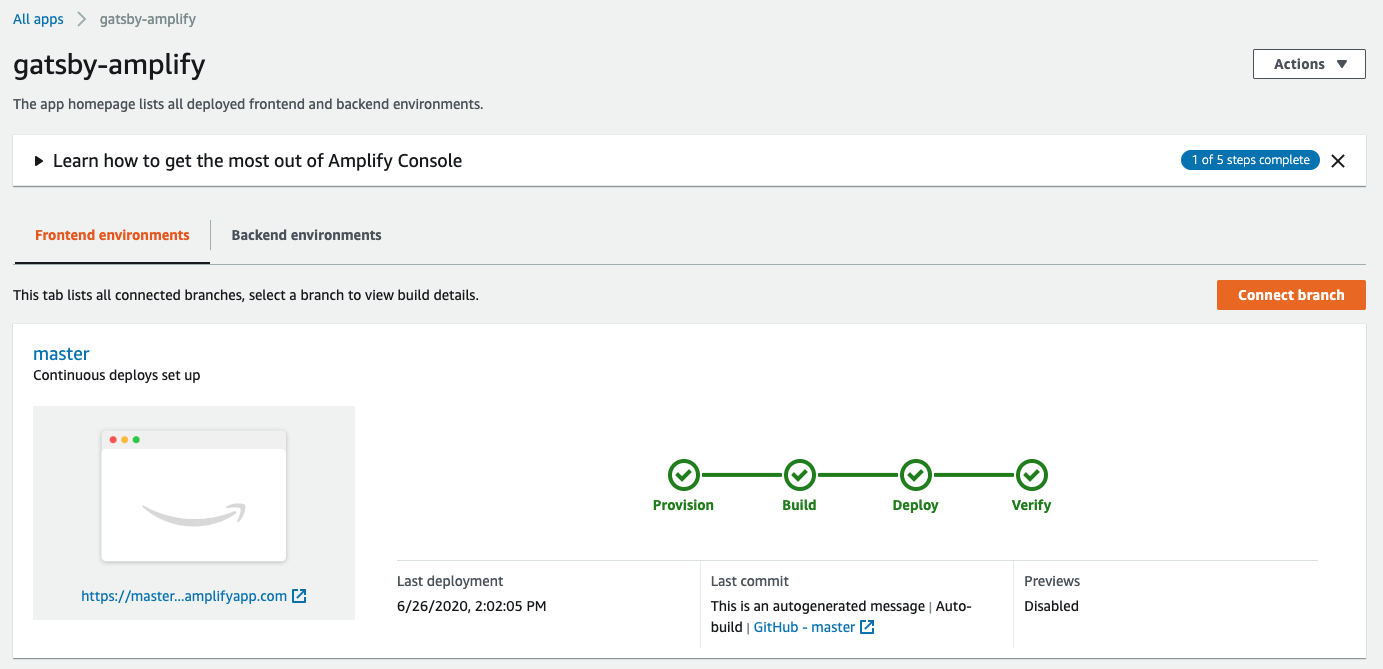 All apps
gatsby-amplify
gatsby-amplify
Actions
The app homepage lists all deployed frontend and backend environments.
Learn how to get the most out of Amplify Console
1 of 5 steps complete
Frontend environments
Backend environments
This tab lists all connected branches, select a branch to view build details.
Connect branch
master
Continuous deploys set up
https://master...amplifyapp.com
Provision
Build
Deploy
Verify
Last deployment
6/26/2020, 2:02:05 PM
Last commit
This is an autogenerated message | Auto-
build | GitHub - master
Previews
Disabled